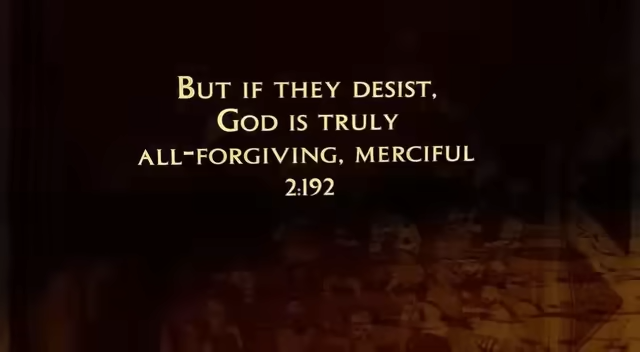 But if they desist,
God is truly
all-forgiving, merciful
2:192